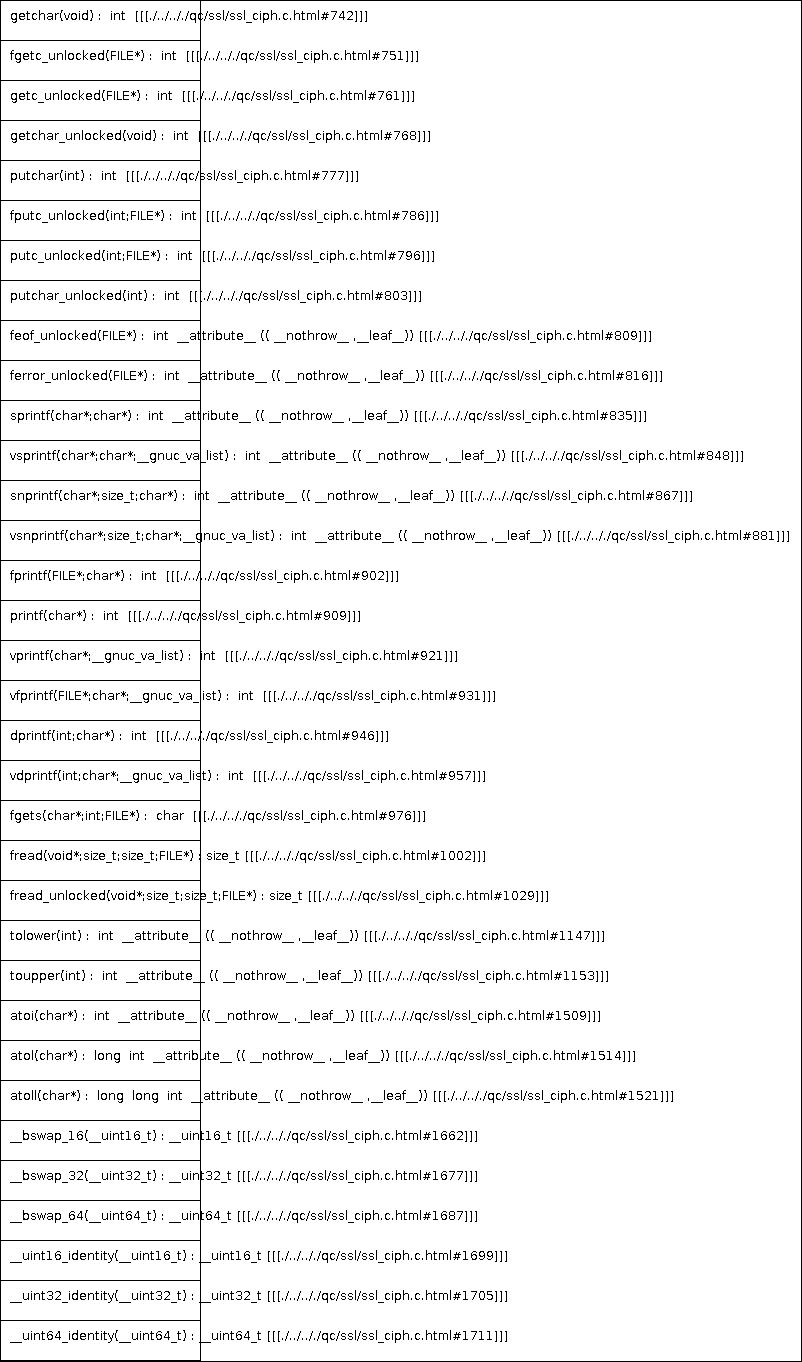 getchar(void) : int [[[./../../qc/ssl/ssl_ciph.c.html#742]]]
fgetc_unlocked(FILE*) : int [[[./../../qc/ssl/ssl_ciph.c.html#751]]]
getc_unlocked(FILE*) : int [[[./../../qc/ssl/ssl_ciph.c.html#761]]]
getchar_unlocked(void) : int [[[./../../qc/ssl/ssl_ciph.c.html#768]]]
putchar(int) : int [[[./../../qc/ssl/ssl_ciph.c.html#777]]]
fputc_unlocked(int;FILE*) : int [[[./../../qc/ssl/ssl_ciph.c.html#786]]]
putc_unlocked(int;FILE*) : int [[[./../../qc/ssl/ssl_ciph.c.html#796]]]
putchar_unlocked(int) : int [[[./../../qc/ssl/ssl_ciph.c.html#803]]]
feof_unlocked(FILE*) : int __attribute__ (( __nothrow__ ,__leaf__)) [[[./../../qc/ssl/ssl_ciph.c.html#809]]]
ferror_unlocked(FILE*) : int __attribute__ (( __nothrow__ ,__leaf__)) [[[./../../qc/ssl/ssl_ciph.c.html#816]]]
sprintf(char*;char*) : int __attribute__ (( __nothrow__ ,__leaf__)) [[[./../../qc/ssl/ssl_ciph.c.html#835]]]
vsprintf(char*;char*;__gnuc_va_list) : int __attribute__ (( __nothrow__ ,__leaf__)) [[[./../../qc/ssl/ssl_ciph.c.html#848]]]
snprintf(char*;size_t;char*) : int __attribute__ (( __nothrow__ ,__leaf__)) [[[./../../qc/ssl/ssl_ciph.c.html#867]]]
vsnprintf(char*;size_t;char*;__gnuc_va_list) : int __attribute__ (( __nothrow__ ,__leaf__)) [[[./../../qc/ssl/ssl_ciph.c.html#881]]]
fprintf(FILE*;char*) : int [[[./../../qc/ssl/ssl_ciph.c.html#902]]]
printf(char*) : int [[[./../../qc/ssl/ssl_ciph.c.html#909]]]
vprintf(char*;__gnuc_va_list) : int [[[./../../qc/ssl/ssl_ciph.c.html#921]]]
vfprintf(FILE*;char*;__gnuc_va_list) : int [[[./../../qc/ssl/ssl_ciph.c.html#931]]]
dprintf(int;char*) : int [[[./../../qc/ssl/ssl_ciph.c.html#946]]]
vdprintf(int;char*;__gnuc_va_list) : int [[[./../../qc/ssl/ssl_ciph.c.html#957]]]
fgets(char*;int;FILE*) : char [[[./../../qc/ssl/ssl_ciph.c.html#976]]]
fread(void*;size_t;size_t;FILE*) : size_t [[[./../../qc/ssl/ssl_ciph.c.html#1002]]]
fread_unlocked(void*;size_t;size_t;FILE*) : size_t [[[./../../qc/ssl/ssl_ciph.c.html#1029]]]
tolower(int) : int __attribute__ (( __nothrow__ ,__leaf__)) [[[./../../qc/ssl/ssl_ciph.c.html#1147]]]
toupper(int) : int __attribute__ (( __nothrow__ ,__leaf__)) [[[./../../qc/ssl/ssl_ciph.c.html#1153]]]
atoi(char*) : int __attribute__ (( __nothrow__ ,__leaf__)) [[[./../../qc/ssl/ssl_ciph.c.html#1509]]]
atol(char*) : long int __attribute__ (( __nothrow__ ,__leaf__)) [[[./../../qc/ssl/ssl_ciph.c.html#1514]]]
atoll(char*) : long long int __attribute__ (( __nothrow__ ,__leaf__)) [[[./../../qc/ssl/ssl_ciph.c.html#1521]]]
__bswap_16(__uint16_t) : __uint16_t [[[./../../qc/ssl/ssl_ciph.c.html#1662]]]
__bswap_32(__uint32_t) : __uint32_t [[[./../../qc/ssl/ssl_ciph.c.html#1677]]]
__bswap_64(__uint64_t) : __uint64_t [[[./../../qc/ssl/ssl_ciph.c.html#1687]]]
__uint16_identity(__uint16_t) : __uint16_t [[[./../../qc/ssl/ssl_ciph.c.html#1699]]]
__uint32_identity(__uint32_t) : __uint32_t [[[./../../qc/ssl/ssl_ciph.c.html#1705]]]
__uint64_identity(__uint64_t) : __uint64_t [[[./../../qc/ssl/ssl_ciph.c.html#1711]]]